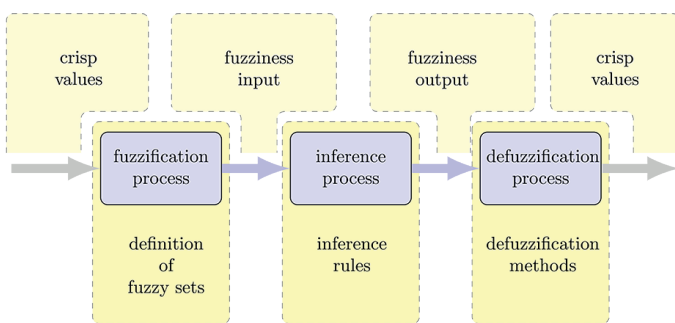 crisp
values
fuzziness
input
fuzziness
output
crisp
values
fuzzification
process
inference
process
defuzzification
process
definition
of
fuzzy sets
inference
rules
defuzzification
methods